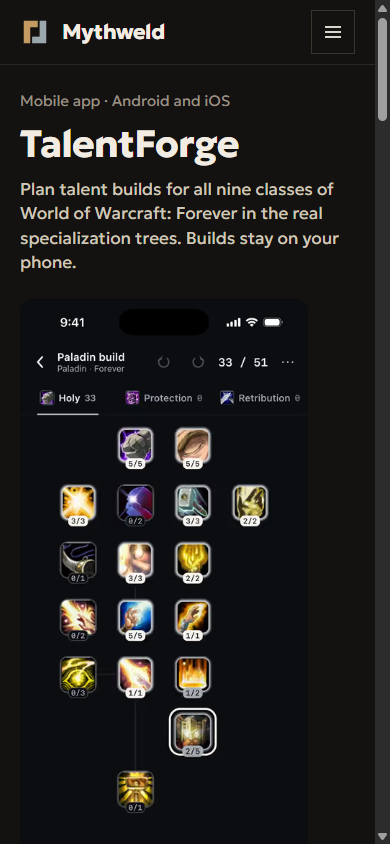 Mythweld
Mobile app · Android and iOS
TalentForge
Plan talent builds for all nine classes of
World of Warcraft: Forever in the real
specialization trees. Builds stay on your
phone.
9:41
Paladin build
Paladin · Forever
33 / 51
Holy 33
Protection 0
Retribution 0
5/5
5/5
3/3
0/2
3/3
2/2
0/1
3/3
2/2
0/2
5/5
1/1
0/3
1/1
1/2
2/5
0/1